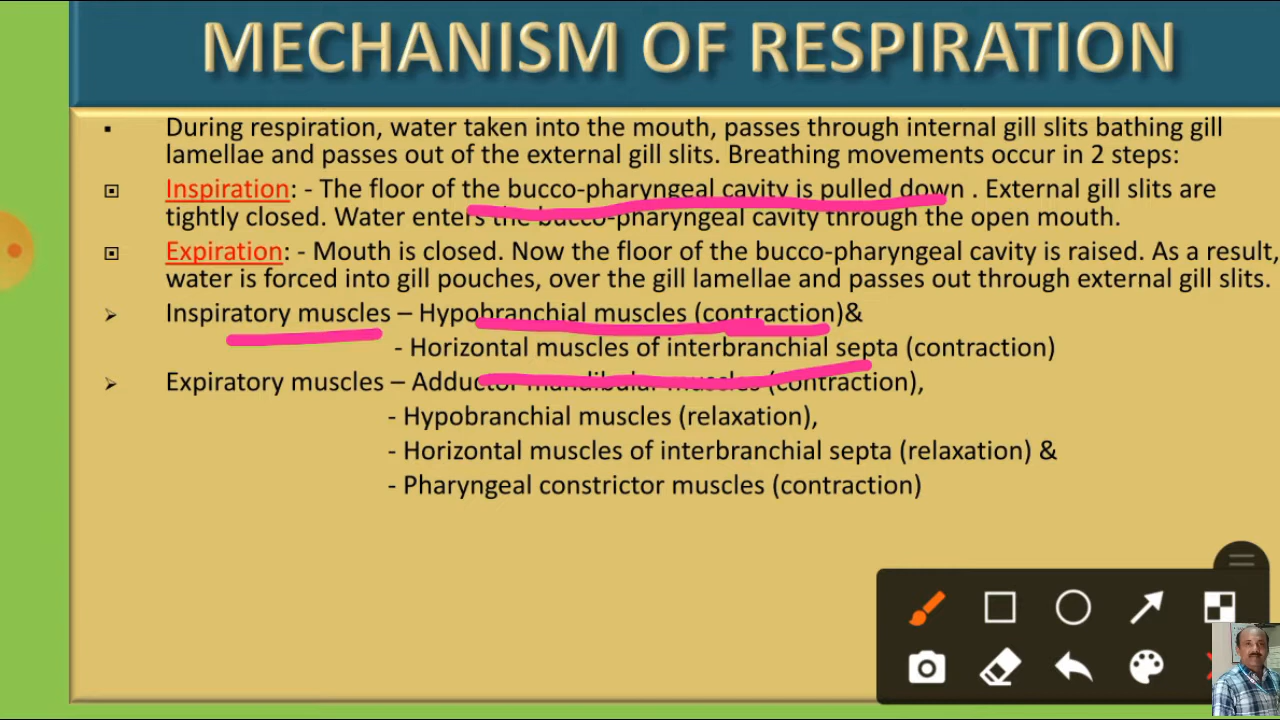 MECHANISM OF RESPIRATION
▪ During respiration, water taken into the mouth, passes through internal gill slits bathing gill
lamellae and passes out of the external gill slits. Breathing movements occur in 2 steps:
Inspiration: - The floor of the bucco-pharyngeal cavity is pulled down . External gill slits are
tightly closed. Water enters the bucco-pharyngeal cavity through the open mouth.
Expiration: - Mouth is closed. Now the floor of the bucco-pharyngeal cavity is raised. As a result,
water is forced into gill pouches, over the gill lamellae and passes out through external gill slits.
➢ Inspiratory muscles – Hypobranchial muscles (contraction)&
- Horizontal muscles of interbranchial septa (contraction)
➢ Expiratory muscles – Adductor mandibular muscles (contraction),
- Hypobranchial muscles (relaxation),
- Horizontal muscles of interbranchial septa (relaxation) &
- Pharyngeal constrictor muscles (contraction)